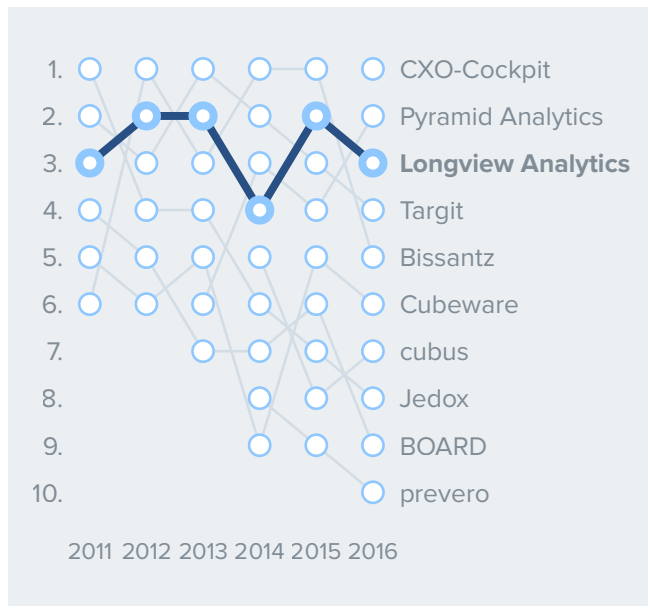 1. CXO-Cockpit
2. Pyramid Analytics
3. Longview Analytics
4. Targit
5. Bissantz
6. Cubeware
7. cubus
8. Jedox
9. BOARD
10. prevero
2011 2012 2013 2014 2015 2016